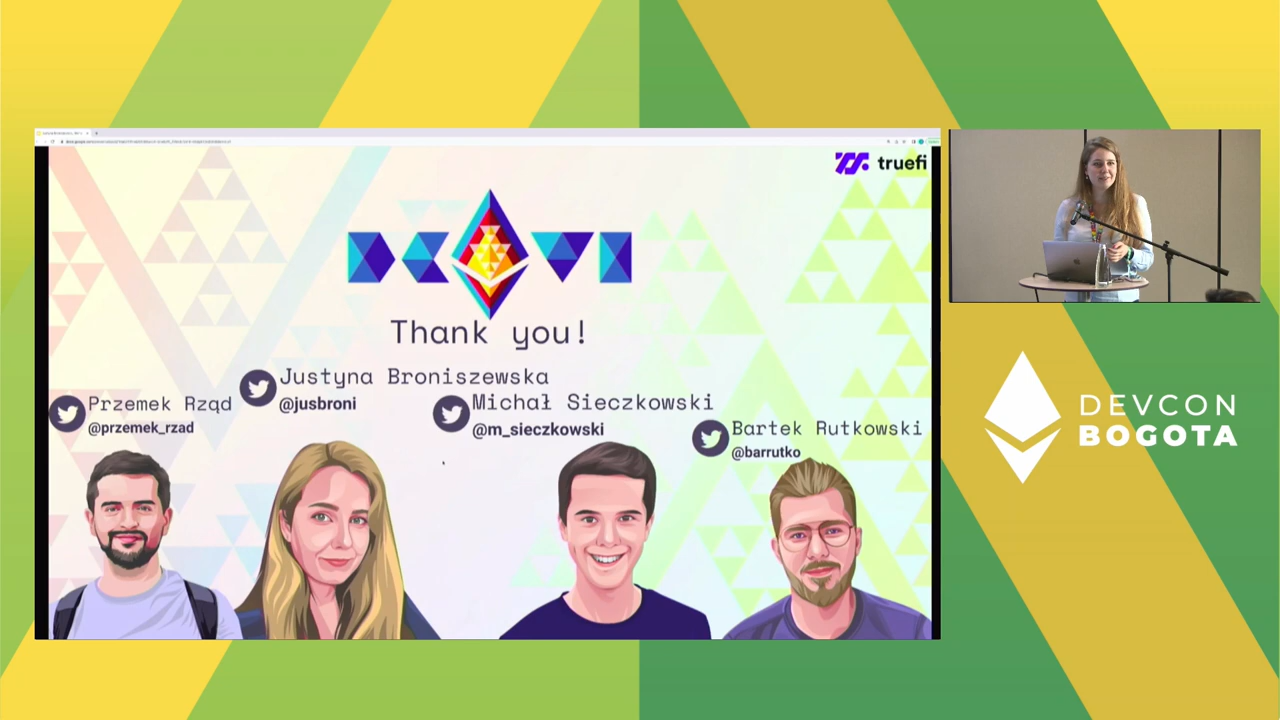 truefi
Thank you!
Justyna Broniszewska
@jusbroni
Przemek Rząd
@przemek_rzad
Michał Sieczkowski
@m_sieczkowski
Bartek Rutkowski
@barrutko
DEVCON
BOGOTA